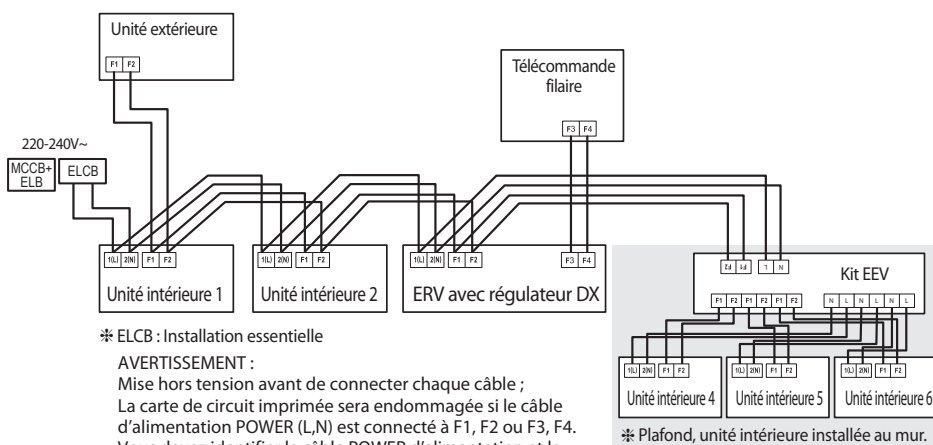 Unité extérieure
F1 F2
Télécommande
filaire
F3 F4
220-240V~
MCCB+
ELB
ELCB
1(L) 2(N) F1 F2
Unité intérieure 1
1(L) 2(N) F1 F2
Unité intérieure 2
1(L) 2(N) F1 F2
F3 F4
ERV avec régulateur DX
F2 F1 L N
Kit EEV
F1 F2 F1 F2 F1 F2 N L N L N L
1(L) 2(N) F1 F2
Unité intérieure 4
1(L) 2(N) F1 F2
Unité intérieure 5
1(L) 2(N) F1 F2
Unité intérieure 6
❈ Plafond, unité intérieure installée au mur.
❈ ELCB : Installation essentielle
AVERTISSEMENT :
Mise hors tension avant de connecter chaque câble ;
La carte de circuit imprimée sera endommagée si le câble
d'alimentation POWER (L,N) est connecté à F1, F2 ou F3, F4.